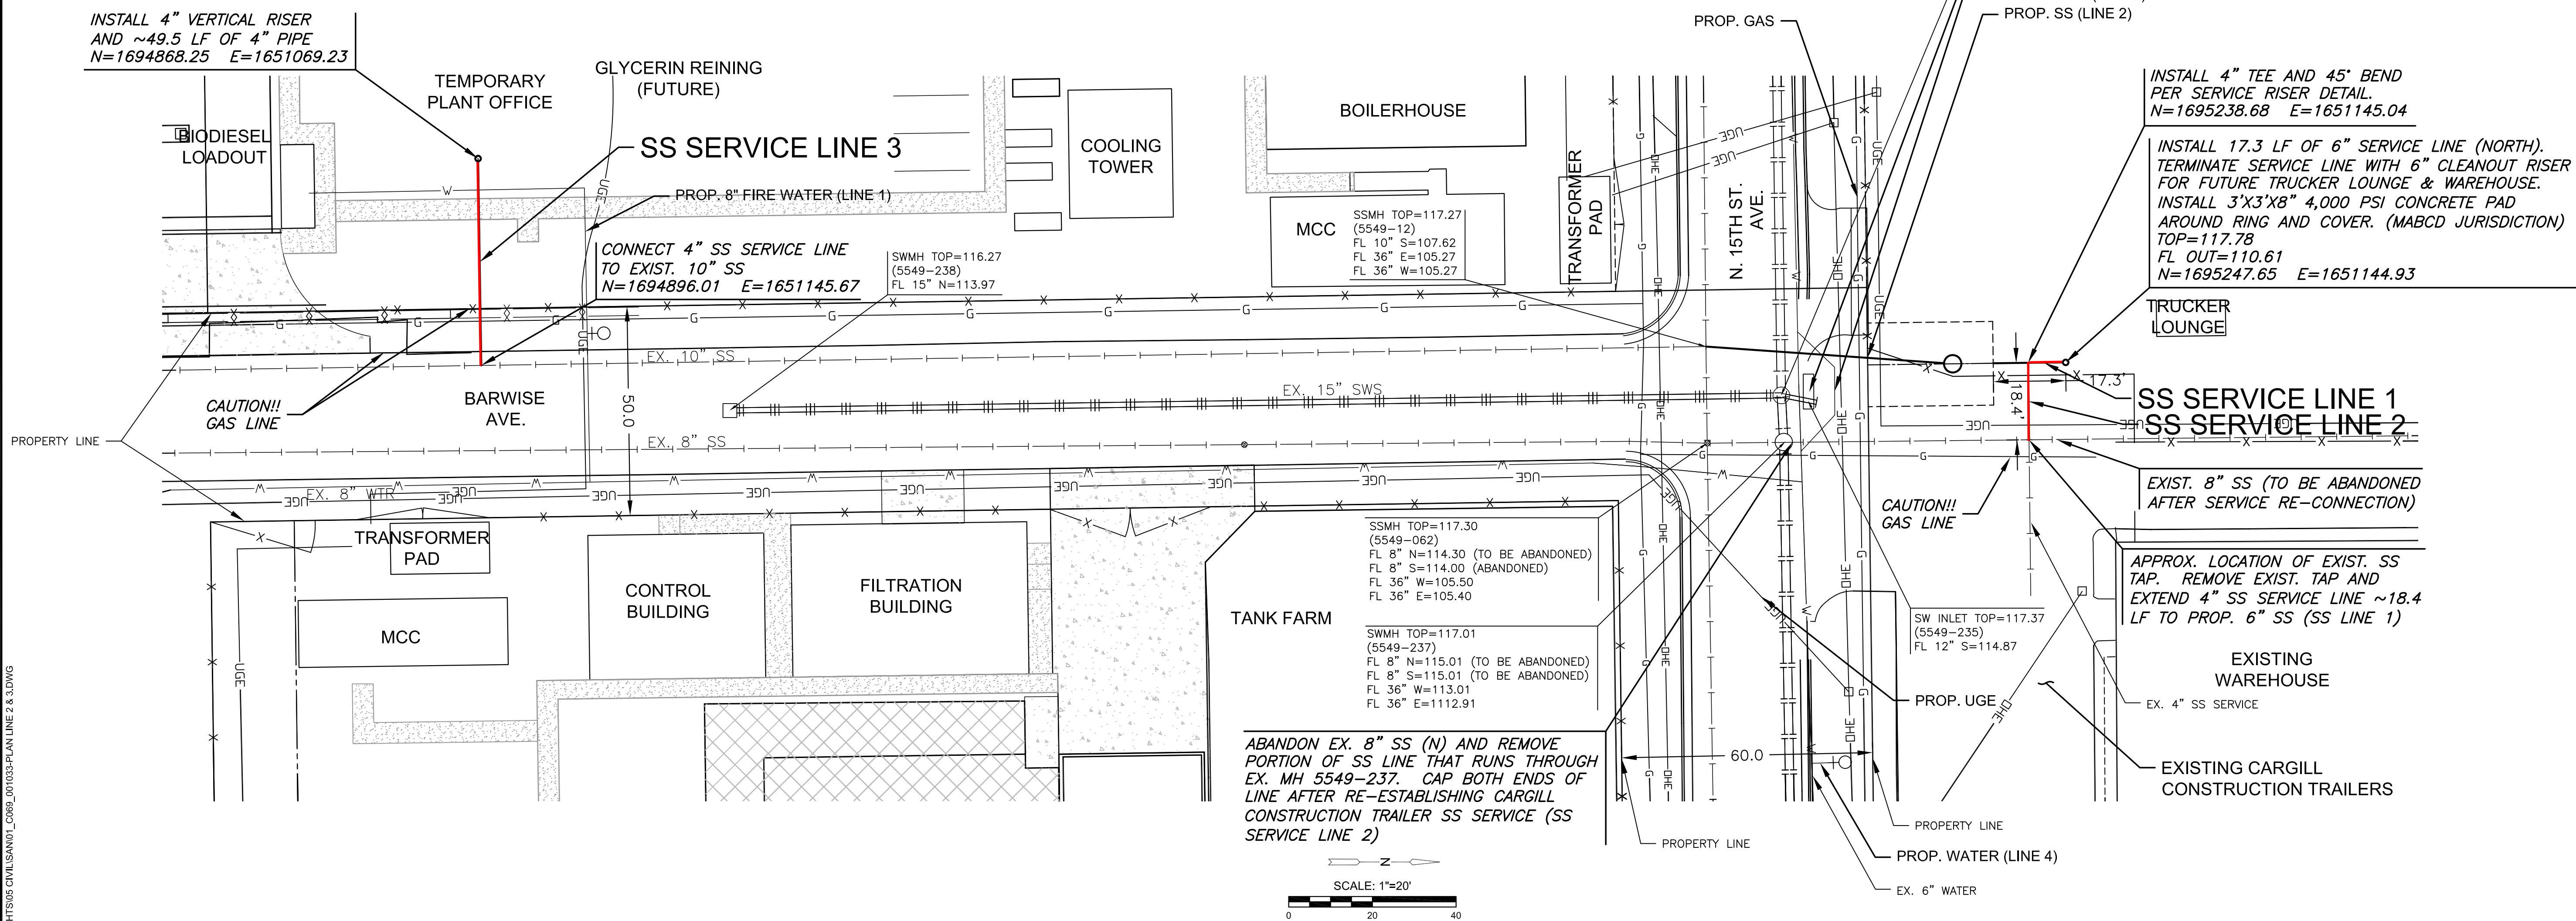 INSTALL 4" VERTICAL RISER
AND ~49.5 LF OF 4" PIPE
N=1694868.25 E=1651069.23
TEMPORARY
PLANT OFFICE
GLYCERIN REINING
(FUTURE)
BIODIESEL
LOADOUT
SS SERVICE LINE 3
PROP. 8" FIRE WATER (LINE 1)
CONNECT 4" SS SERVICE LINE
TO EXIST. 10" SS
N=1694896.01 E=1651145.67
SWMH TOP=116.27
(5549-238)
FL 15" N=113.97
COOLING
TOWER
BOILERHOUSE
MCC
SSMH TOP=117.27
(5549-12)
FL 10" S=107.62
FL 36" E=105.27
FL 36" W=105.27
TRANSFORMER
PAD
N. 15TH ST.
AVE.
PROP. GAS
PROP. SS (LINE 2)
INSTALL 4" TEE AND 45° BEND
PER SERVICE RISER DETAIL.
N=1695238.68 E=1651145.04
INSTALL 17.3 LF OF 6" SERVICE LINE (NORTH).
TERMINATE SERVICE LINE WITH 6" CLEANOUT RISER
FOR FUTURE TRUCKER LOUNGE & WAREHOUSE.
INSTALL 3'X3'X8" 4,000 PSI CONCRETE PAD
AROUND RING AND COVER. (MABCD JURISDICTION)
TOP=117.78
FL OUT=110.61
N=1695247.65 E=1651144.93
TRUCKER
LOUNGE
17.3'
18.4'
SS SERVICE LINE 1
SS SERVICE LINE 2
EX. 10" SS
EX. 15" SWS
EX. 8" SS
EX. 8" WTR
BARWISE
AVE.
50.0
CAUTION!!
GAS LINE
PROPERTY LINE
TRANSFORMER
PAD
MCC
CONTROL
BUILDING
FILTRATION
BUILDING
TANK FARM
SSMH TOP=117.30
(5549-062)
FL 8" N=114.30 (TO BE ABANDONED)
FL 8" S=114.00 (ABANDONED)
FL 36" W=105.50
FL 36" E=105.40
SWMH TOP=117.01
(5549-237)
FL 8" N=115.01 (TO BE ABANDONED)
FL 8" S=115.01 (TO BE ABANDONED)
FL 36" W=113.01
FL 36" E=1112.91
ABANDON EX. 8" SS (N) AND REMOVE
PORTION OF SS LINE THAT RUNS THROUGH
EX. MH 5549-237. CAP BOTH ENDS OF
LINE AFTER RE-ESTABLISHING CARGILL
CONSTRUCTION TRAILER SS SERVICE (SS
SERVICE LINE 2)
CAUTION!!
GAS LINE
EXIST. 8" SS (TO BE ABANDONED
AFTER SERVICE RE-CONNECTION)
APPROX. LOCATION OF EXIST. SS
TAP. REMOVE EXIST. TAP AND
EXTEND 4" SS SERVICE LINE ~18.4
LF TO PROP. 6" SS (SS LINE 1)
SW INLET TOP=117.37
(5549-235)
FL 12" S=114.87
EXISTING
WAREHOUSE
PROP. UGE
EX. 4" SS SERVICE
EXISTING CARGILL
CONSTRUCTION TRAILERS
60.0
PROPERTY LINE
PROPERTY LINE
PROP. WATER (LINE 4)
EX. 6" WATER
N
SCALE: 1"=20'
0 20 40
HTS\05 CIVIL\SAN\01_C069_001033-PLAN LINE 2 & 3.DWG